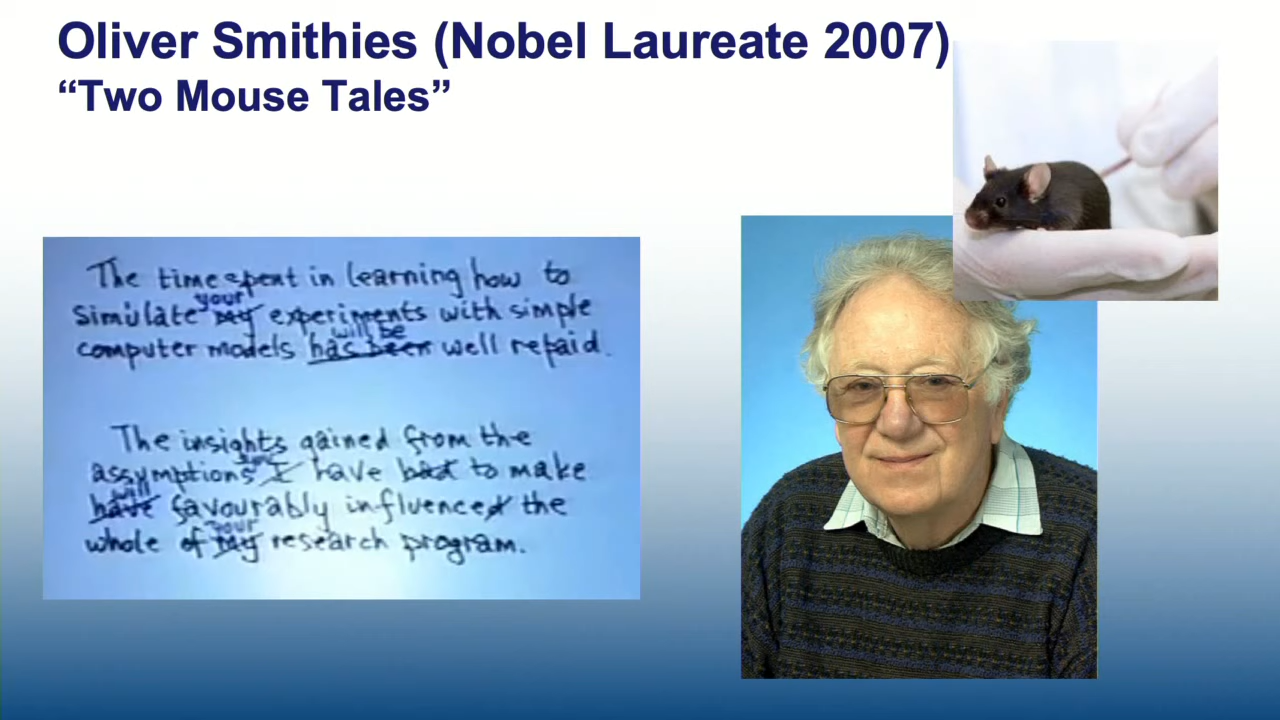 Oliver Smithies (Nobel Laureate 2007)
“Two Mouse Tales”
The time spent in learning how to
your
simulate my experiments with simple
will be
computer models has been well repaid.
The insights gained from the
you
assymptions I have had to make
will
have favourably influenced the
your
whole of my research program.